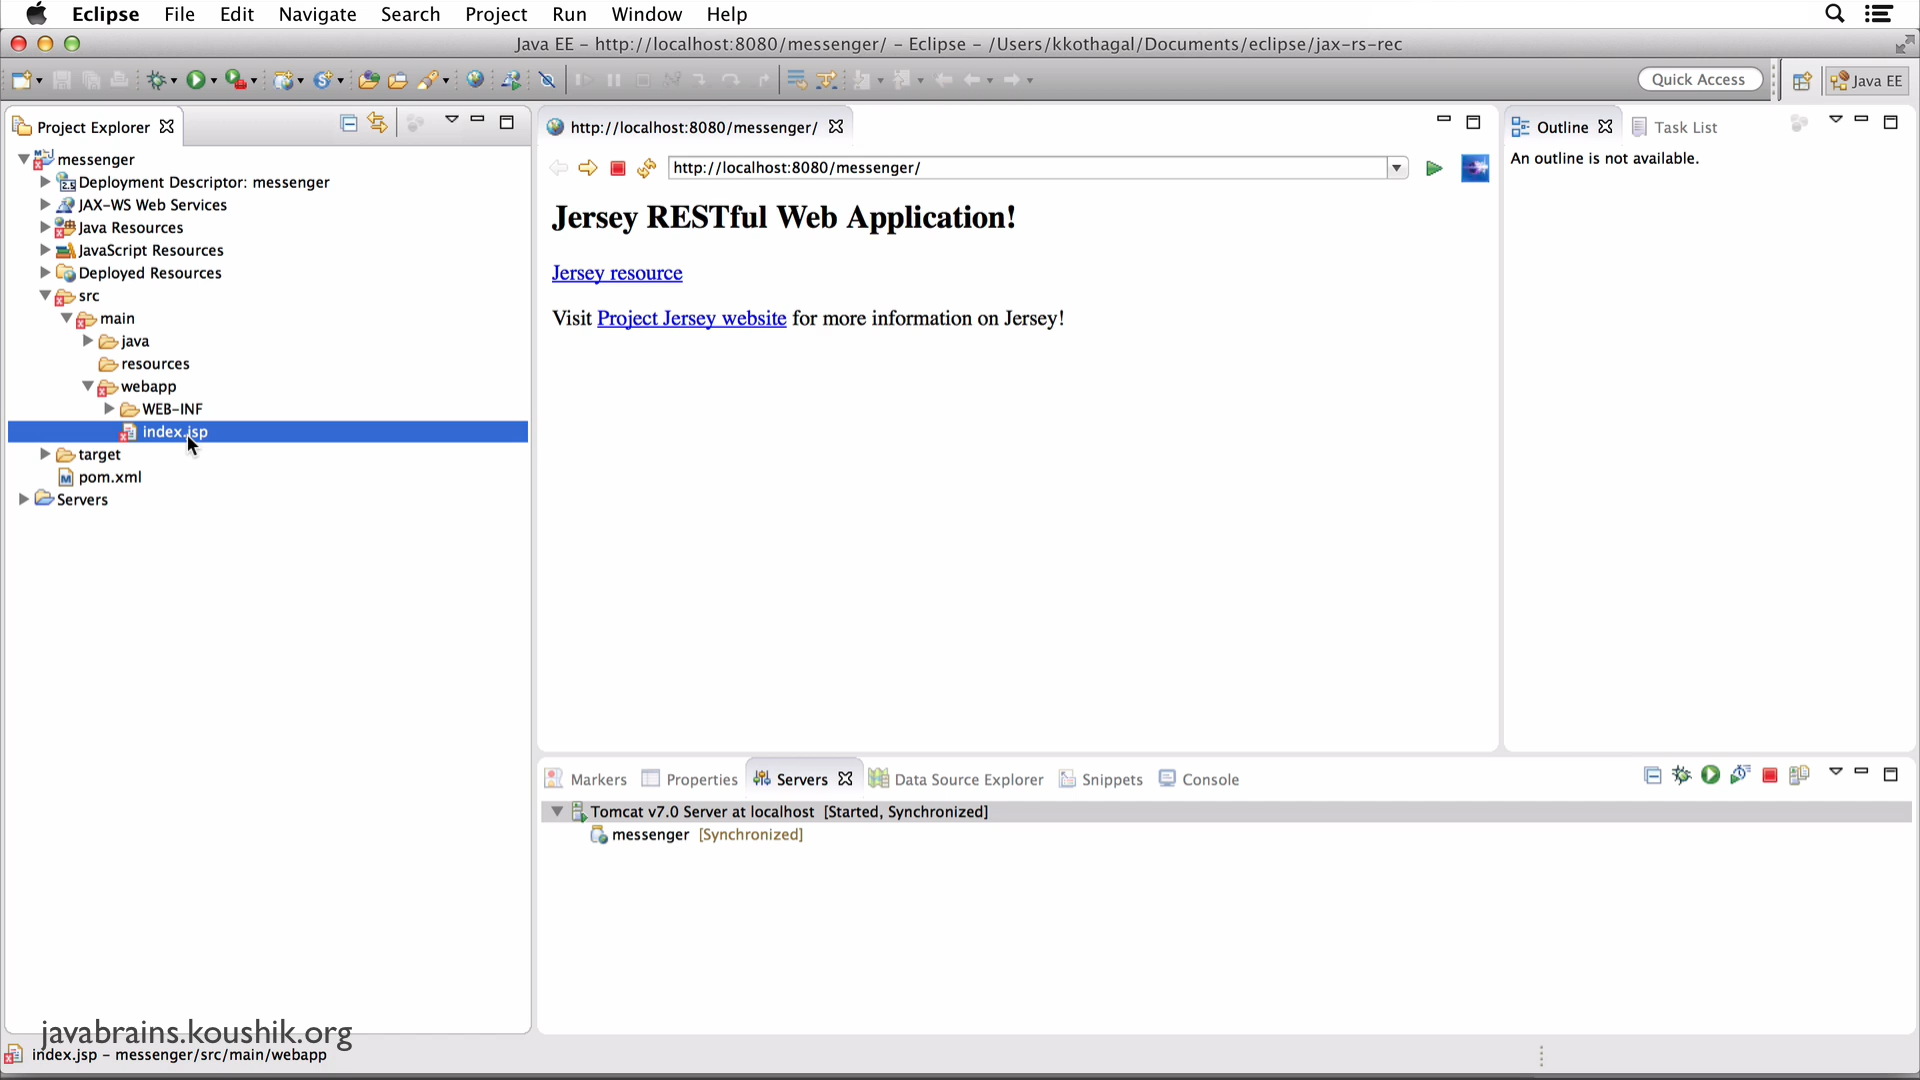 Eclipse File Edit Navigate Search Project Run Window Help
Java EE – http://localhost:8080/messenger/ – Eclipse – /Users/kkothagal/Documents/eclipse/jax-rs-rec
Quick Access
Java EE
Project Explorer
messenger
Deployment Descriptor: messenger
JAX-WS Web Services
Java Resources
JavaScript Resources
Deployed Resources
src
main
java
resources
webapp
WEB-INF
index.jsp
target
pom.xml
Servers
http://localhost:8080/messenger/
http://localhost:8080/messenger/
Jersey RESTful Web Application!
Jersey resource
Visit Project Jersey website for more information on Jersey!
Outline Task List
An outline is not available.
Markers Properties Servers Data Source Explorer Snippets Console
Tomcat v7.0 Server at localhost [Started, Synchronized]
messenger [Synchronized]
javabrains.koushik.org
index.jsp – messenger/src/main/webapp